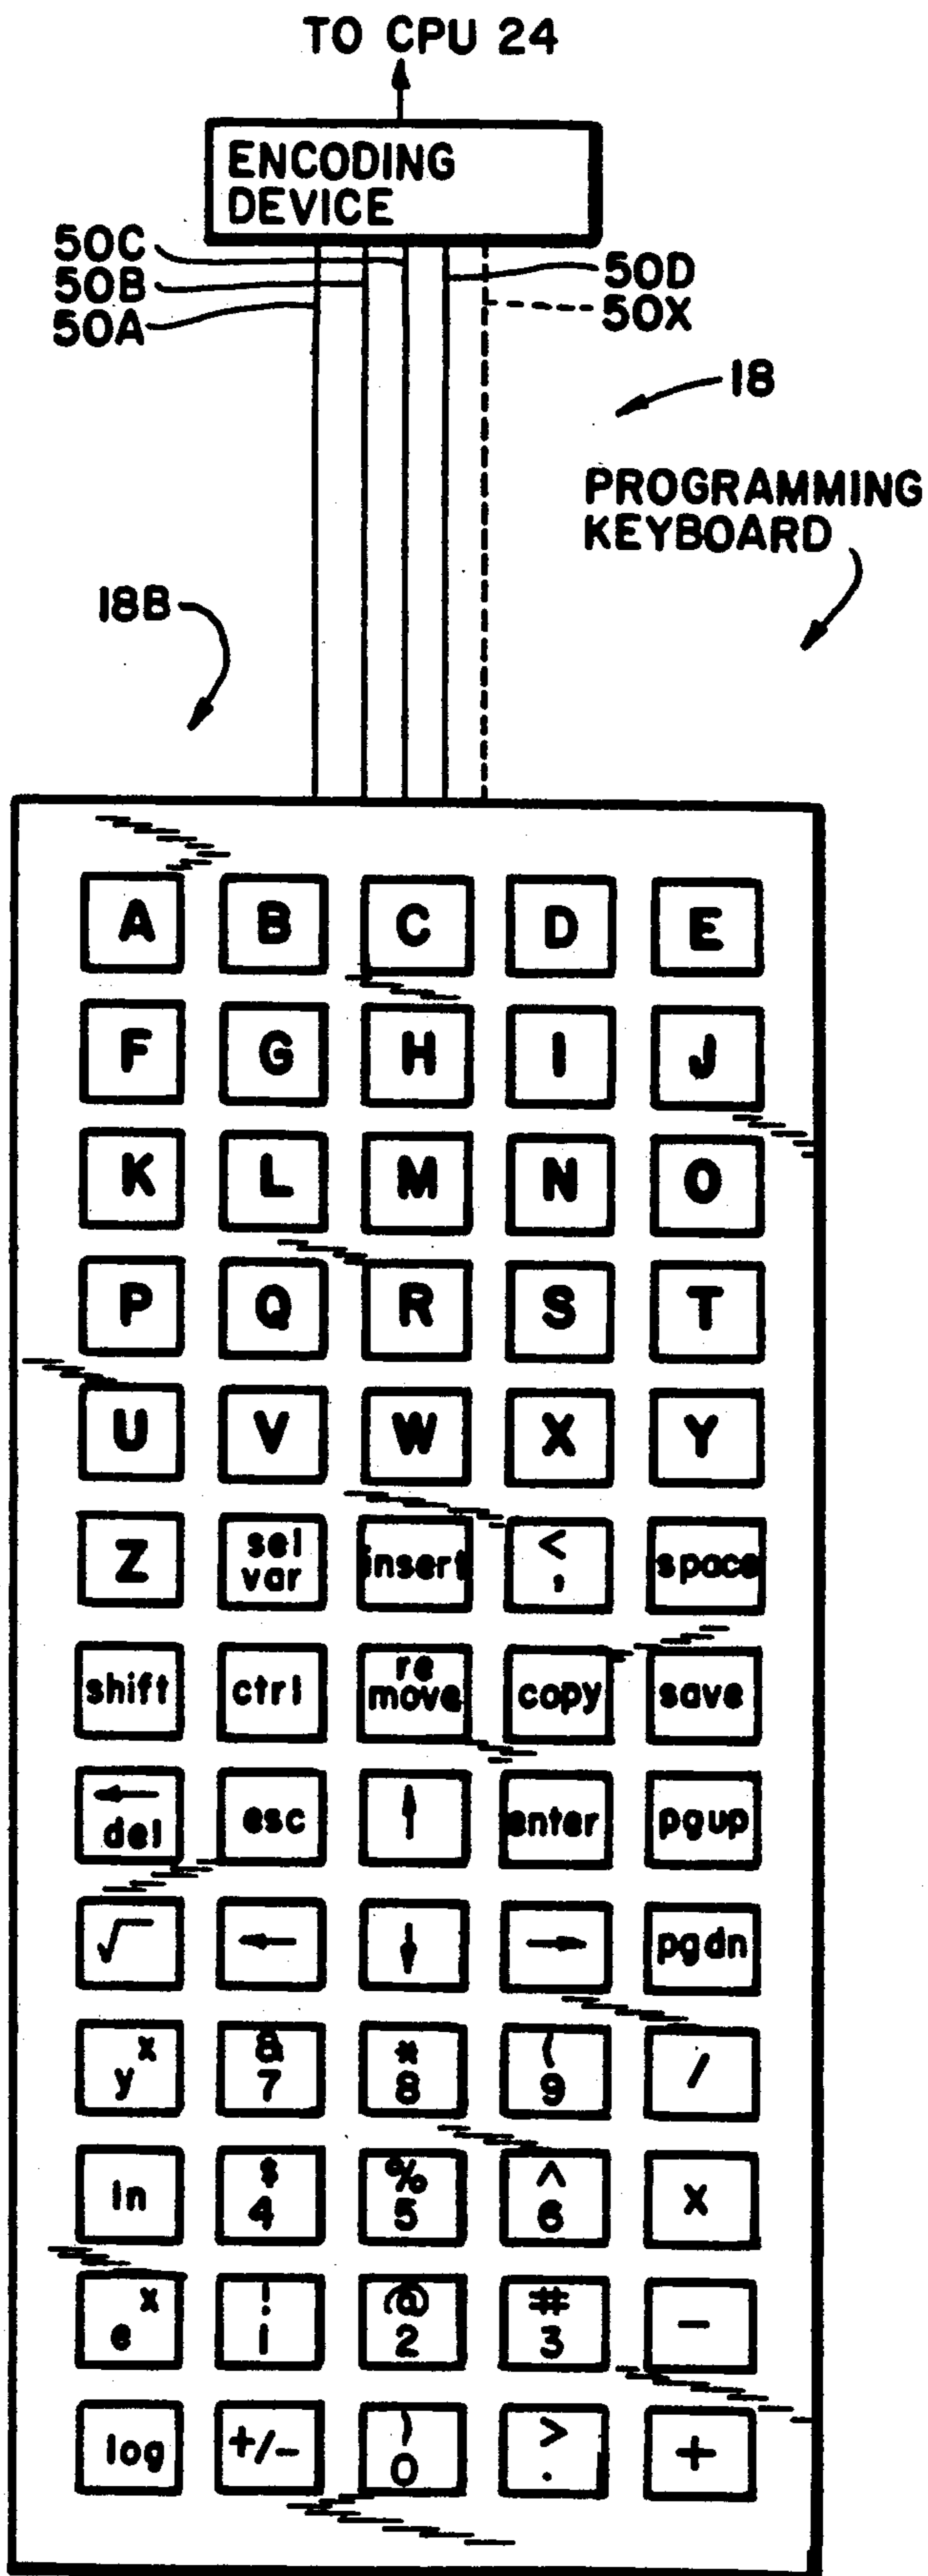 TO CPU 24
ENCODING
DEVICE
50C
50B
50A
50D
50X
18
PROGRAMMING
KEYBOARD
18B
A B C D E
F G H I J
K L M N O
P Q R S T
U V W X Y
Z sel var insert < , space
shift ctrl re move copy save
← del esc ↑ enter pgup
√ ← ↓ → pgdn
y^x & 7 * 8 ( 9 /
ln $ 4 % 5 ^ 6 x
e^x ! 1 @ 2 # 3 -
log +/- ) 0 > . +